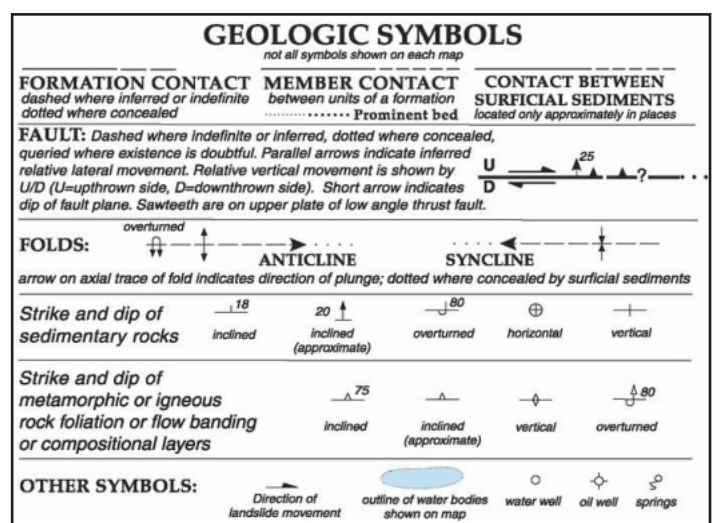 GEOLOGIC SYMBOLS
not all symbols shown on each map
FORMATION CONTACT
dashed where inferred or indefinite
dotted where concealed
MEMBER CONTACT
between units of a formation
Prominent bed
CONTACT BETWEEN
SURFICIAL SEDIMENTS
located only approximately in places
FAULT: Dashed where indefinite or inferred, dotted where concealed,
queried where existence is doubtful. Parallel arrows indicate inferred
relative lateral movement. Relative vertical movement is shown by
U/D (U=upthrown side, D=downthrown side). Short arrow indicates
dip of fault plane. Sawteeth are on upper plate of low angle thrust fault.
U
D
25
?
FOLDS:
overturned
ANTICLINE
SYNCLINE
arrow on axial trace of fold indicates direction of plunge; dotted where concealed by surficial sediments
Strike and dip of
sedimentary rocks
18
inclined
20
inclined
(approximate)
80
overturned
horizontal
vertical
Strike and dip of
metamorphic or igneous
rock foliation or flow banding
or compositional layers
75
inclined
inclined
(approximate)
vertical
80
overturned
OTHER SYMBOLS:
Direction of
landslide movement
outline of water bodies
shown on map
water well
oil well
springs